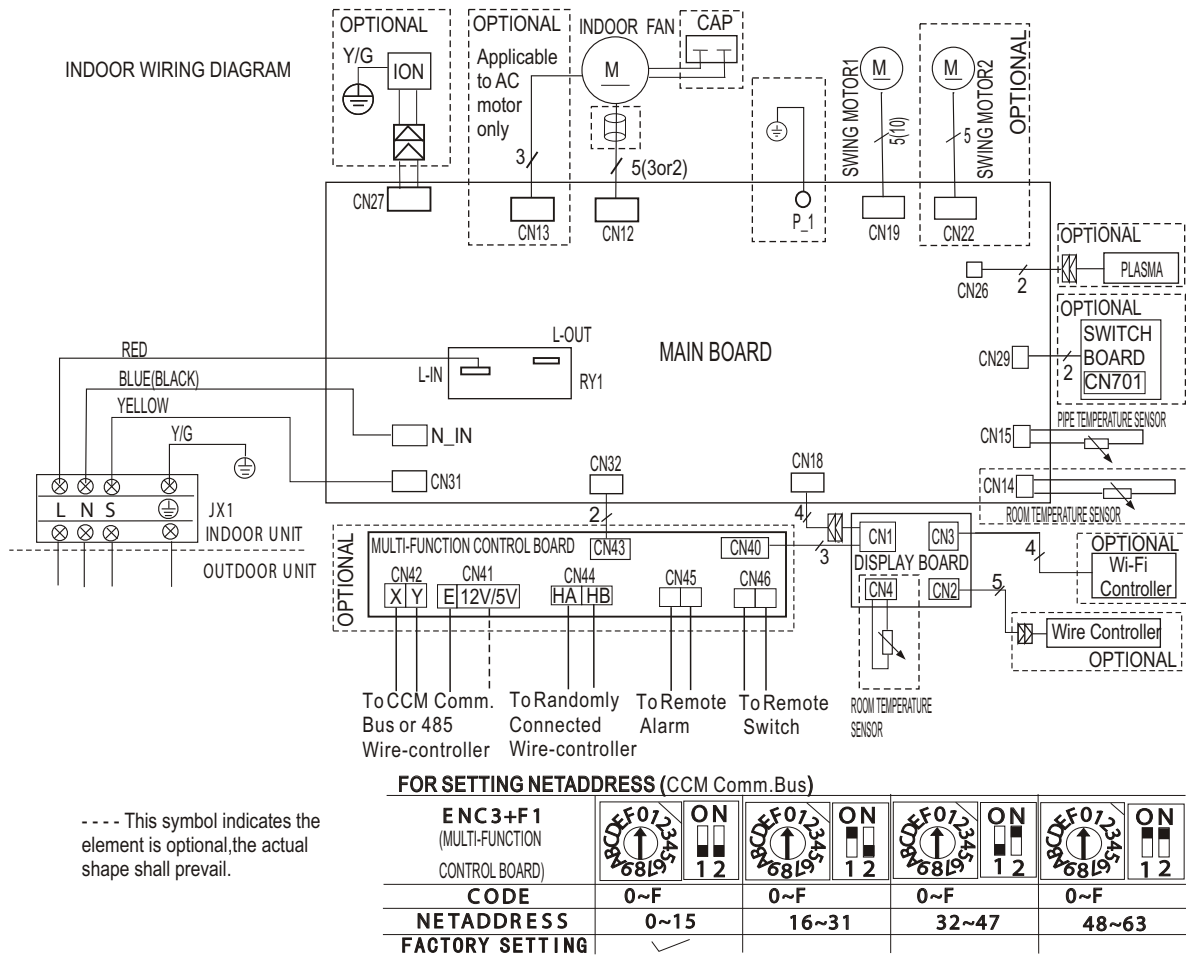 INDOOR WIRING DIAGRAM
OPTIONAL
Y/G
ION
CN27
OPTIONAL
Applicable
to AC
motor
only
3
CN13
INDOOR FAN
M
CAP
5(3or2)
CN12
P_1
SWING MOTOR1
M
5(10)
CN19
SWING MOTOR2
M
5
CN22
OPTIONAL
CN26
2
OPTIONAL
PLASMA
CN29
2
OPTIONAL
SWITCH
BOARD
CN701
PIPE TEMPERATURE SENSOR
CN15
CN14
ROOM TEMPERATURE SENSOR
MAIN BOARD
L-OUT
L-IN
RY1
RED
BLUE(BLACK)
YELLOW
Y/G
N_IN
CN31
L N S
JX1
INDOOR UNIT
OUTDOOR UNIT
CN32
2
CN18
4
OPTIONAL
MULTI-FUNCTION CONTROL BOARD
CN43
CN40
3
CN42
X Y
CN41
E 12V/5V
CN44
HA HB
CN45
CN46
CN1
CN3
DISPLAY BOARD
CN4
CN2
4
OPTIONAL
Wi-Fi
Controller
5
Wire Controller
OPTIONAL
ROOM TEMPERATURE
SENSOR
To CCM Comm.
Bus or 485
Wire-controller
To Randomly
Connected
Wire-controller
To Remote
Alarm
To Remote
Switch
---- This symbol indicates the
element is optional,the actual
shape shall prevail.
FOR SETTING NETADDRESS (CCM Comm.Bus)
ENC3+F1
(MULTI-FUNCTION
CONTROL BOARD)
0123456789ABCDEF
ON
1 2
0123456789ABCDEF
ON
1 2
0123456789ABCDEF
ON
1 2
0123456789ABCDEF
ON
1 2
CODE 0~F 0~F 0~F 0~F
NETADDRESS 0~15 16~31 32~47 48~63
FACTORY SETTING